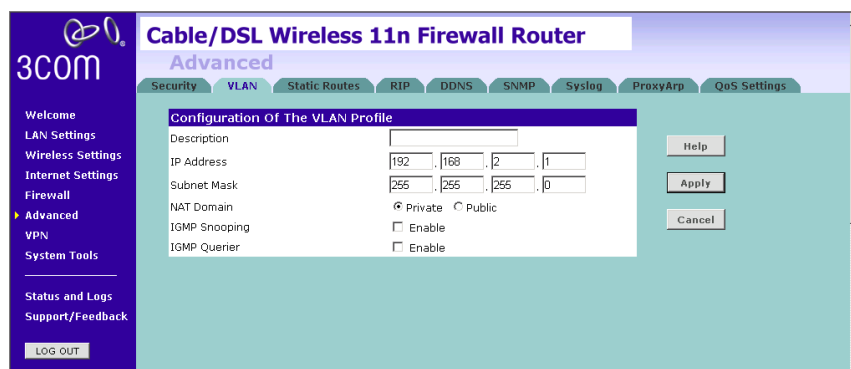 3COM
Cable/DSL Wireless 11n Firewall Router
Advanced
Security VLAN Static Routes RIP DDNS SNMP Syslog ProxyArp QoS Settings
Welcome
LAN Settings
Wireless Settings
Internet Settings
Firewall
Advanced
VPN
System Tools
Status and Logs
Support/Feedback
LOG OUT
Configuration Of The VLAN Profile
Description
IP Address 192 . 168 . 2 . 1
Subnet Mask 255 . 255 . 255 . 0
NAT Domain Private Public
IGMP Snooping Enable
IGMP Querier Enable
Help
Apply
Cancel